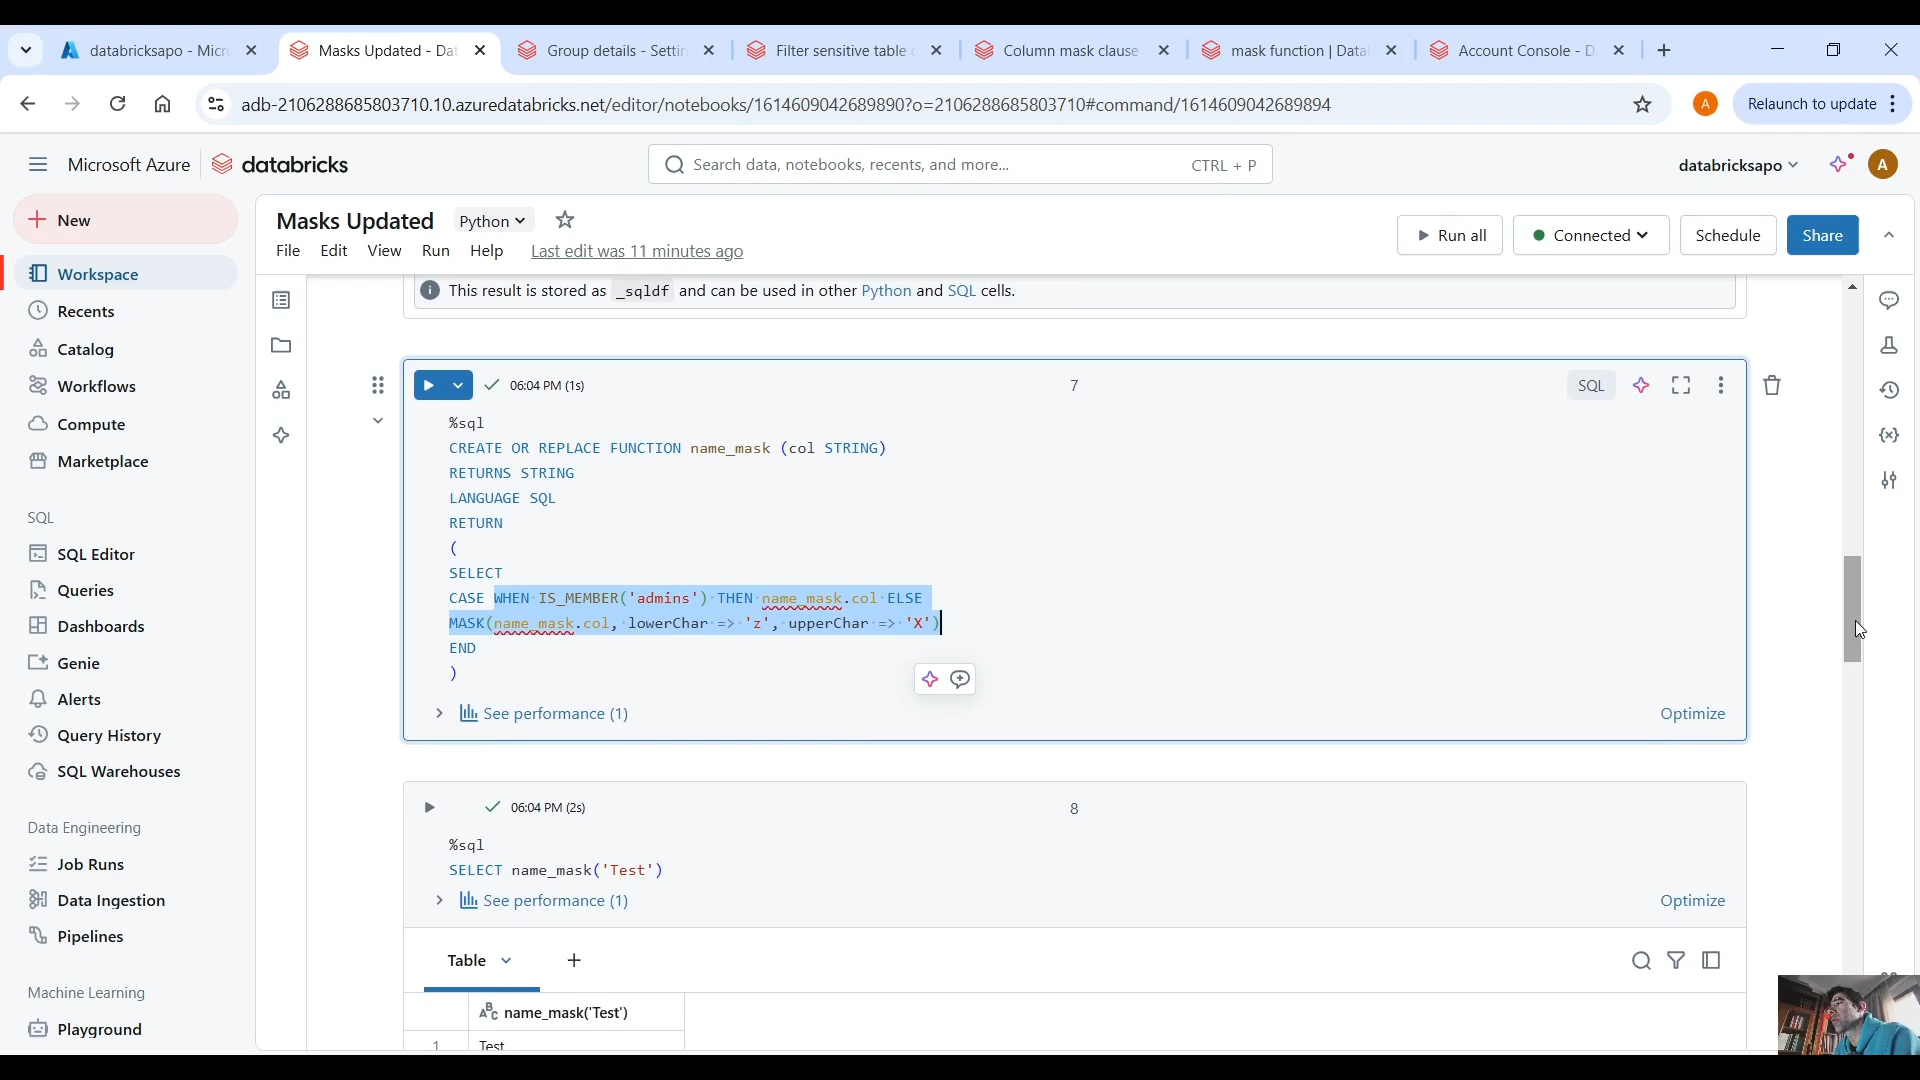 databricksapo - Micro
Masks Updated - Dat
Group details - Settin
Filter sensitive table
Column mask clause
mask function | Data
Account Console - D
adb-2106288685803710.10.azuredatabricks.net/editor/notebooks/1614609042689890?o=2106288685803710#command/1614609042689894
A
Relaunch to update
Microsoft Azure
databricks
Search data, notebooks, recents, and more...
CTRL + P
databricksapo
A
New
Workspace
Recents
Catalog
Workflows
Compute
Marketplace
SQL
SQL Editor
Queries
Dashboards
Genie
Alerts
Query History
SQL Warehouses
Data Engineering
Job Runs
Data Ingestion
Pipelines
Machine Learning
Playground
Masks Updated
Python
File
Edit
View
Run
Help
Last edit was 11 minutes ago
Run all
Connected
Schedule
Share
This result is stored as _sqldf and can be used in other Python and SQL cells.
06:04 PM (1s)
7
SQL
%sql
CREATE OR REPLACE FUNCTION name_mask (col STRING)
RETURNS STRING
LANGUAGE SQL
RETURN
(
SELECT
CASE WHEN IS_MEMBER('admins') THEN name_mask.col ELSE
MASK(name_mask.col, lowerChar => 'z', upperChar => 'X')
END
)
See performance (1)
Optimize
06:04 PM (2s)
8
%sql
SELECT name_mask('Test')
See performance (1)
Optimize
Table
name_mask('Test')
1
Test